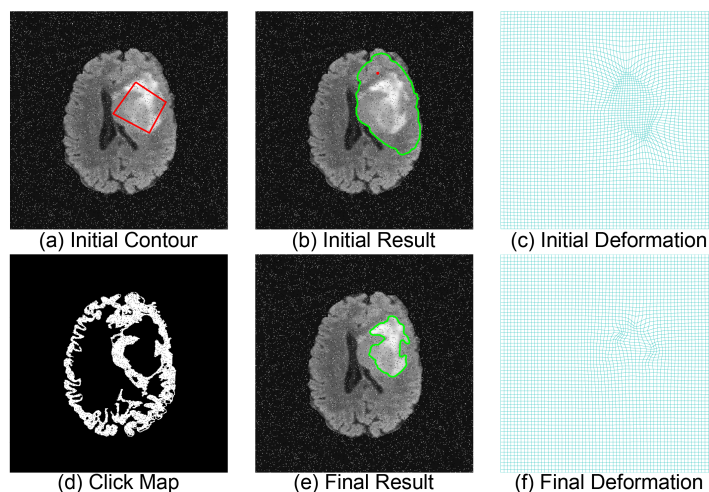 (a) Initial Contour
(b) Initial Result
(c) Initial Deformation
(d) Click Map
(e) Final Result
(f) Final Deformation